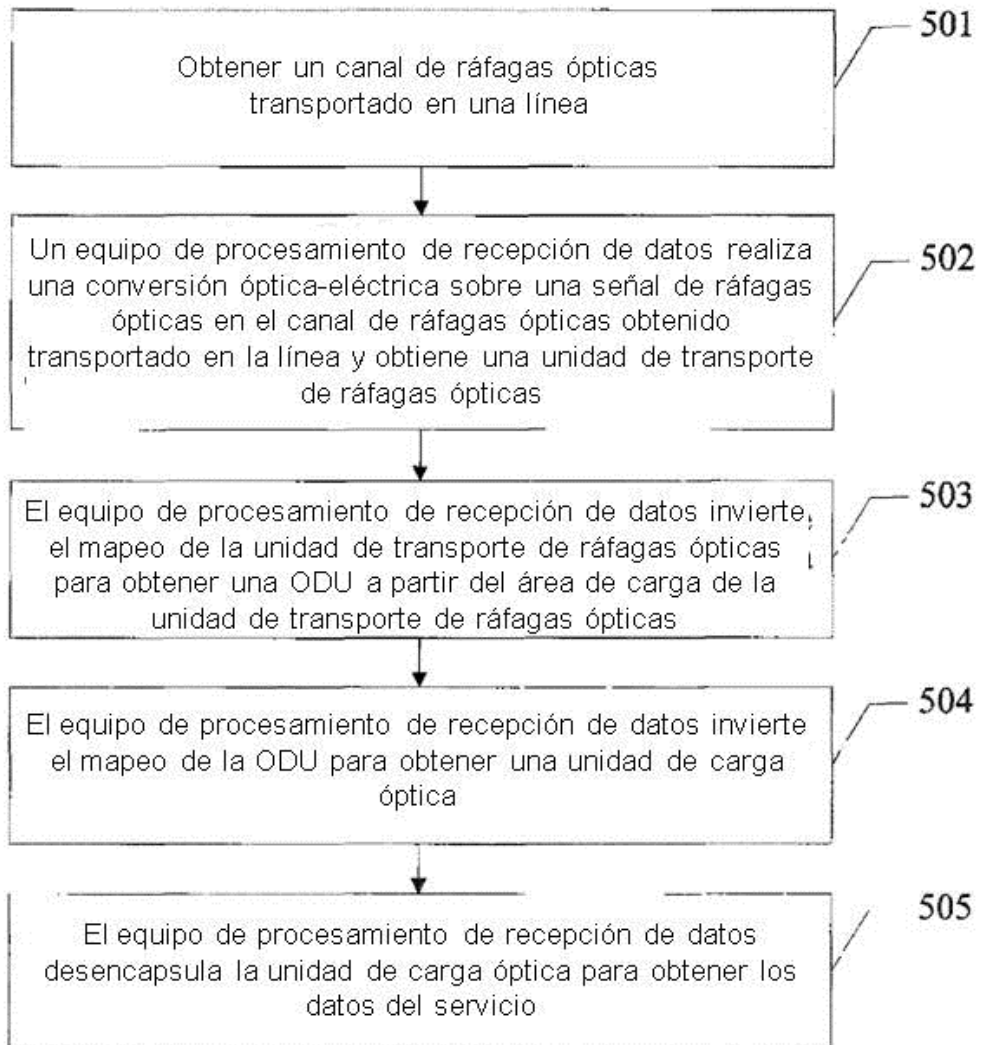 Obtener un canal de ráfagas ópticas
transportado en una línea
501
Un equipo de procesamiento de recepción de datos realiza
una conversión óptica-eléctrica sobre una señal de ráfagas
ópticas en el canal de ráfagas ópticas obtenido
transportado en la línea y obtiene una unidad de transporte
de ráfagas ópticas
502
El equipo de procesamiento de recepción de datos invierte
el mapeo de la unidad de transporte de ráfagas ópticas
para obtener una ODU a partir del área de carga de la
unidad de transporte de ráfagas ópticas
503
El equipo de procesamiento de recepción de datos invierte
el mapeo de la ODU para obtener una unidad de carga
óptica
504
El equipo de procesamiento de recepción de datos
desencapsula la unidad de carga óptica para obtener los
datos del servicio
505